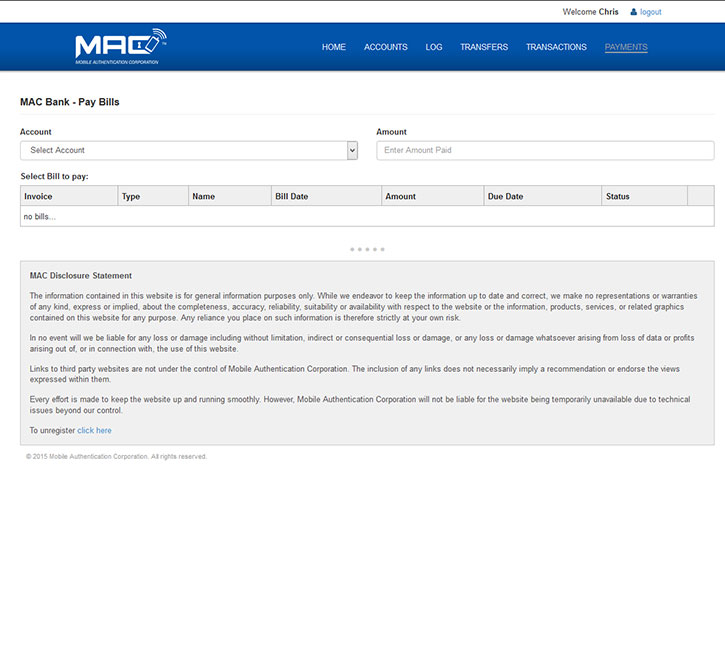 Welcome Chris logout
MAC ™
MOBILE AUTHENTICATION CORPORATION
HOME ACCOUNTS LOG TRANSFERS TRANSACTIONS PAYMENTS
MAC Bank - Pay Bills
Account Amount
Select Account Enter Amount Paid
Select Bill to pay:
Invoice Type Name Bill Date Amount Due Date Status
no bills...
MAC Disclosure Statement
The information contained in this website is for general information purposes only. While we endeavor to keep the information up to date and correct, we make no representations or warranties
of any kind, express or implied, about the completeness, accuracy, reliability, suitability or availability with respect to the website or the information, products, services, or related graphics
contained on this website for any purpose. Any reliance you place on such information is therefore strictly at your own risk.
In no event will we be liable for any loss or damage including without limitation, indirect or consequential loss or damage, or any loss or damage whatsoever arising from loss of data or profits
arising out of, or in connection with, the use of this website.
Links to third party websites are not under the control of Mobile Authentication Corporation. The inclusion of any links does not necessarily imply a recommendation or endorse the views
expressed within them.
Every effort is made to keep the website up and running smoothly. However, Mobile Authentication Corporation will not be liable for the website being temporarily unavailable due to technical
issues beyond our control.
To unregister click here
© 2015 Mobile Authentication Corporation. All rights reserved.